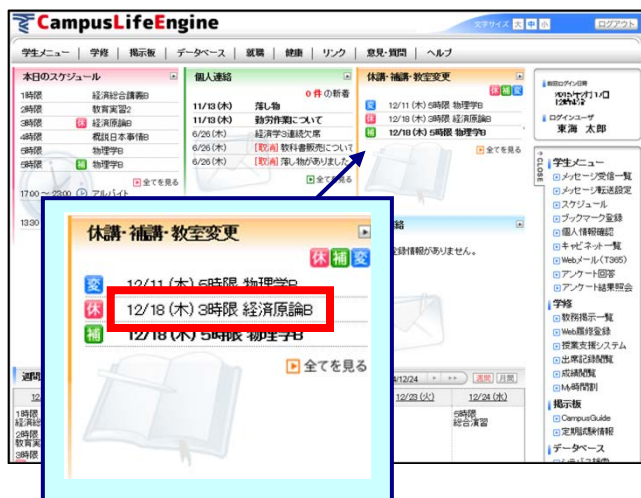 CampusLifeEngine
文字サイズ 大 中 小
ログアウト
学生メニュー | 学修 | 掲示板 | データベース | 就職 | 健康 | リンク | 意見・質問 | ヘルプ
本日のスケジュール
1時限 経済総合講義B
2時限 教育実習2
3時限 休 経済原論B
4時限 概説日本事情B
5時限 物理学B
5時限 補 物理学B
全てを見る
17:00 ～ 23:00 アルバイト
1330
個人連絡
0 件の新着
11/13(木) 落し物
11/13(木) 動労作業について
6/26(木) 経済学3連続欠席
6/26(木) [取消] 教科書販売について
6/26(木) [取消] 落し物がありました
全てを見る
休講・補講・教室変更
休 補 変
変 12/11 (木) 5時限 物理学B
休 12/18 (木) 3時限 経済原論B
補 12/18 (木) 5時限 物理学B
全てを見る
絡
登録情報がありません。
休講・補講・教室変更
休 補 変
変 12/11 (木) 5時限 物理学B
休 12/18 (木) 3時限 経済原論B
補 12/18 (木) 5時限 物理学B
全てを見る
週間
4/12/24
週間 月間
12/23 (火)
12/24 (水)
1時限
2時限
3時限
5時限
総合演習
前回ログイン日時
ログインユーザ
東海 太郎
CLOSE
学生メニュー
メッセージ受信一覧
メッセージ転送設定
スケジュール
ブックマーク登録
個人情報確認
キャビネット一覧
Webメール(T365)
アンケート回答
アンケート結果照会
学修
教務掲示一覧
Web履修登録
授業支援システム
出席記録閲覧
成績閲覧
My時間割
掲示板
CampusGuide
定期試験情報
データベース